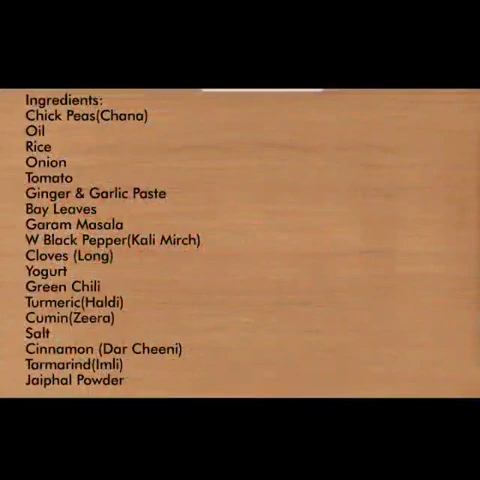 Ingredients:
Chick Peas(Chana)
Oil
Rice
Onion
Tomato
Ginger & Garlic Paste
Bay Leaves
Garam Masala
W Black Pepper(Kali Mirch)
Cloves (Long)
Yogurt
Green Chili
Turmeric(Haldi)
Cumin(Zeera)
Salt
Cinnamon (Dar Cheeni)
Tarmarind(Imli)
Jaiphal Powder